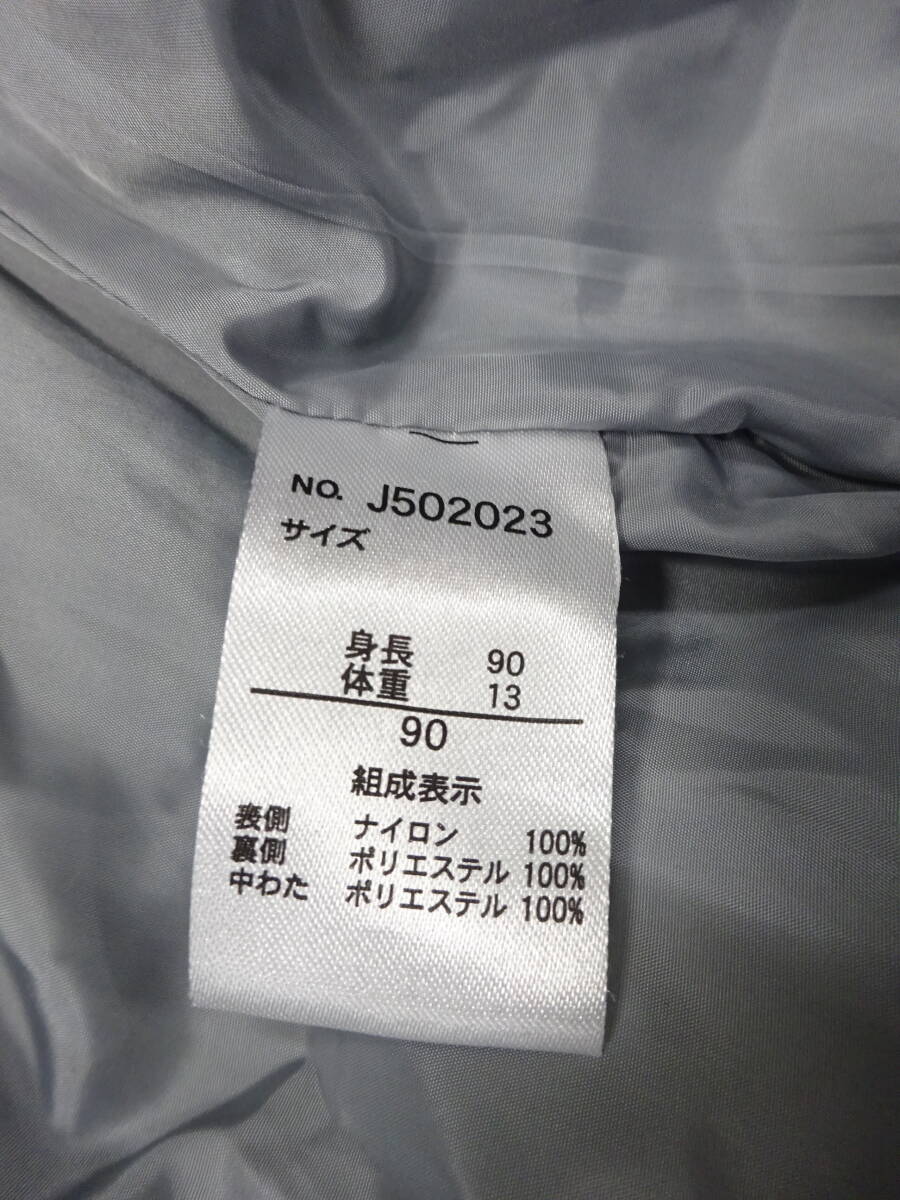 NO. J502023
サイズ
身長 90
体重 13
90
組成表示
表側 ナイロン 100%
裏側 ポリエステル 100%
中わた ポリエステル 100%